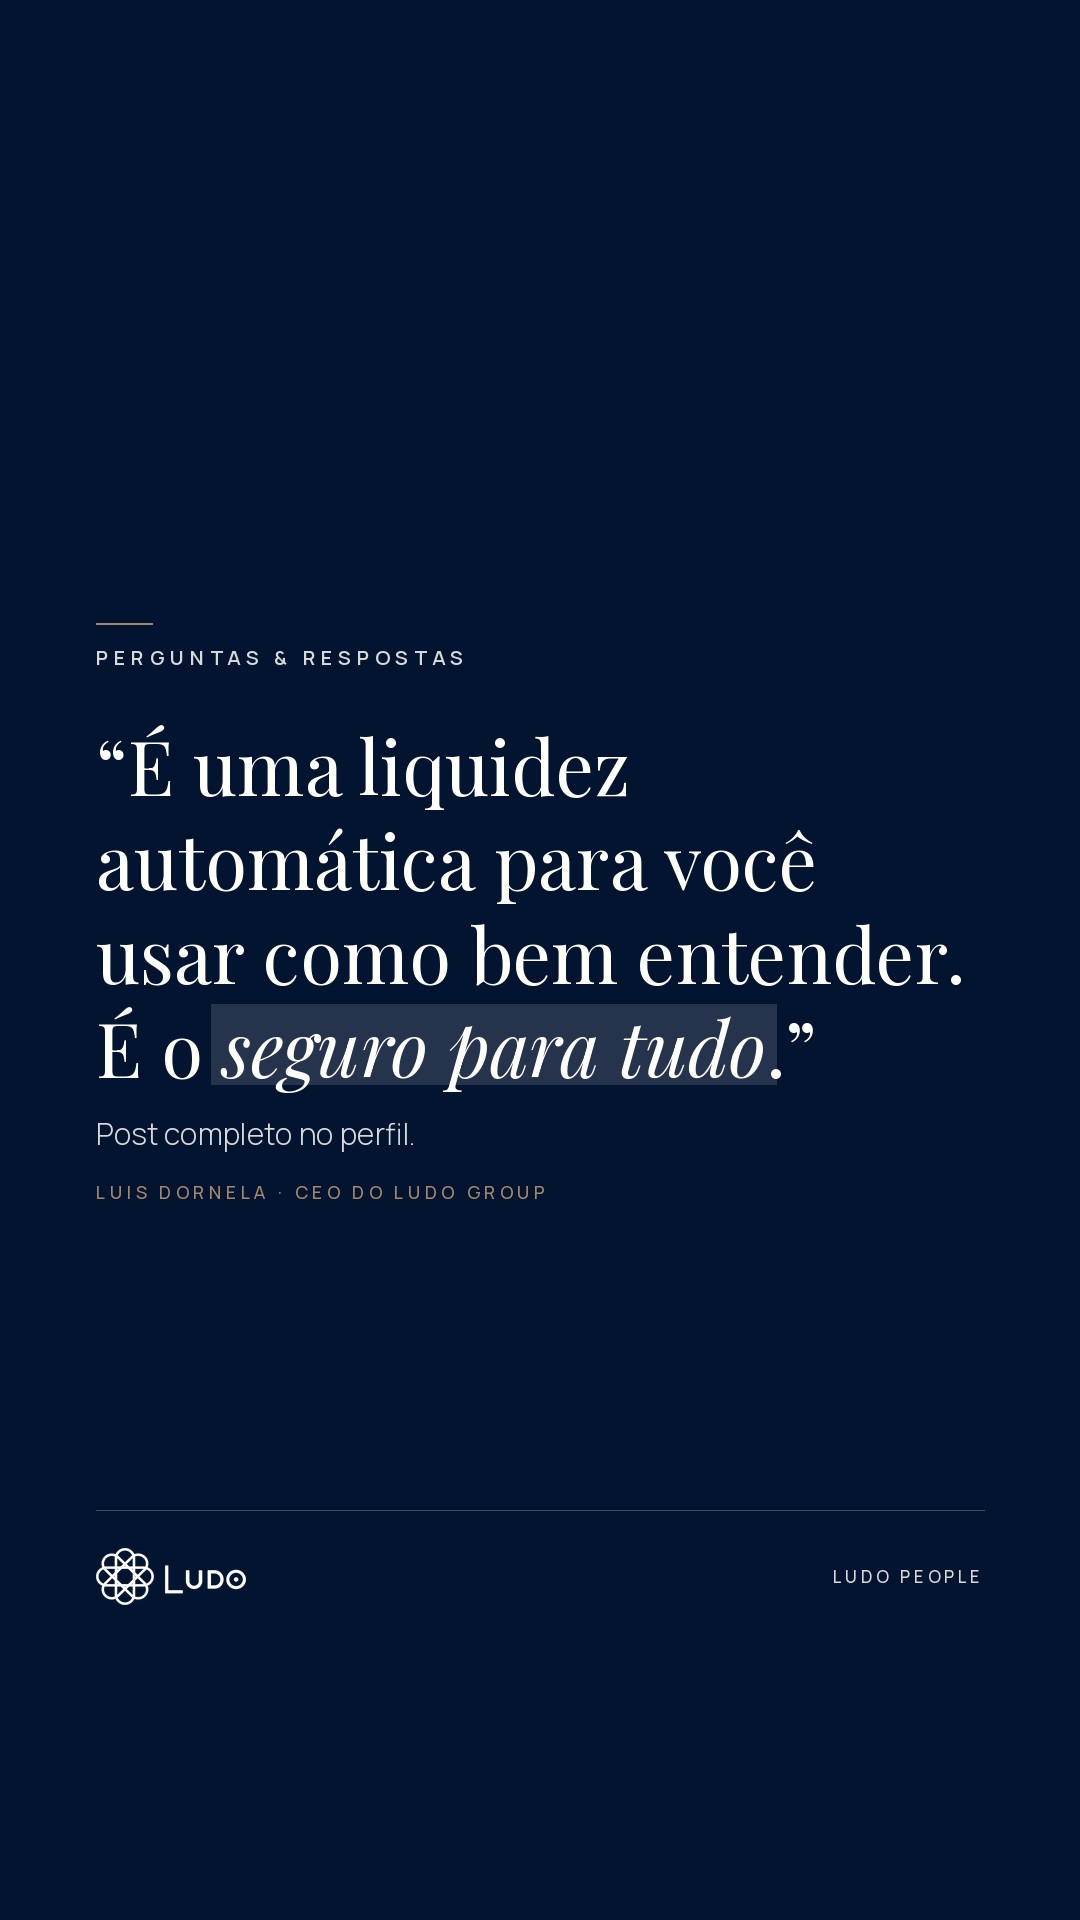 PERGUNTAS & RESPOSTAS
“É uma liquidez
automática para você
usar como bem entender.
É o seguro para tudo.”
Post completo no perfil.
LUIS DORNELA · CEO DO LUDO GROUP
LUDO
LUDO PEOPLE